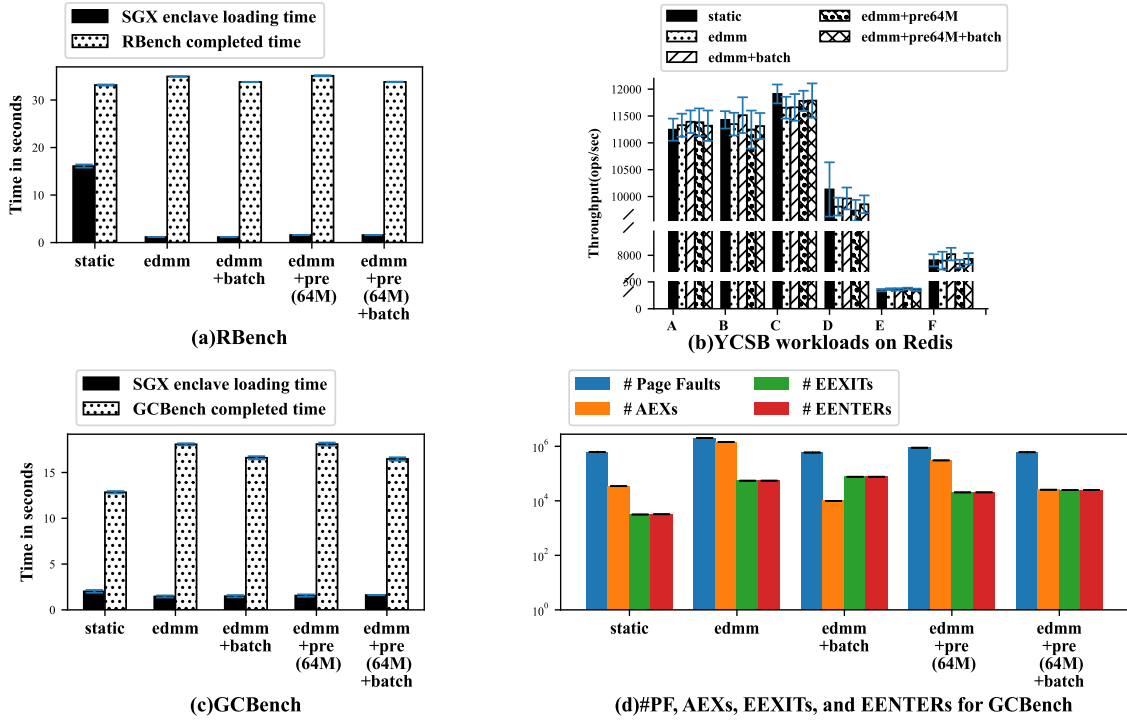 SGX enclave loading time
RBench completed time
Time in seconds
30
20
10
0
static
edmm
edmm
+batch
edmm
+pre
(64M)
edmm
+pre
(64M)
+batch
(a)RBench
static
edmm
edmm+batch
edmm+pre64M
edmm+pre64M+batch
Throughput(ops/sec)
12000
11500
11000
10500
10000
8000
500
0
A B C D E F
(b)YCSB workloads on Redis
SGX enclave loading time
GCBench completed time
Time in seconds
15
10
5
0
static
edmm
edmm
+batch
edmm
+pre
(64M)
edmm
+pre
(64M)
+batch
(c)GCBench
# Page Faults
# AEXs
# EEXITs
# EENTERs
10⁶
10⁴
10²
10⁰
static
edmm
edmm
+batch
edmm
+pre
(64M)
edmm
+pre
(64M)
+batch
(d)#PF, AEXs, EEXITs, and EENTERs for GCBench